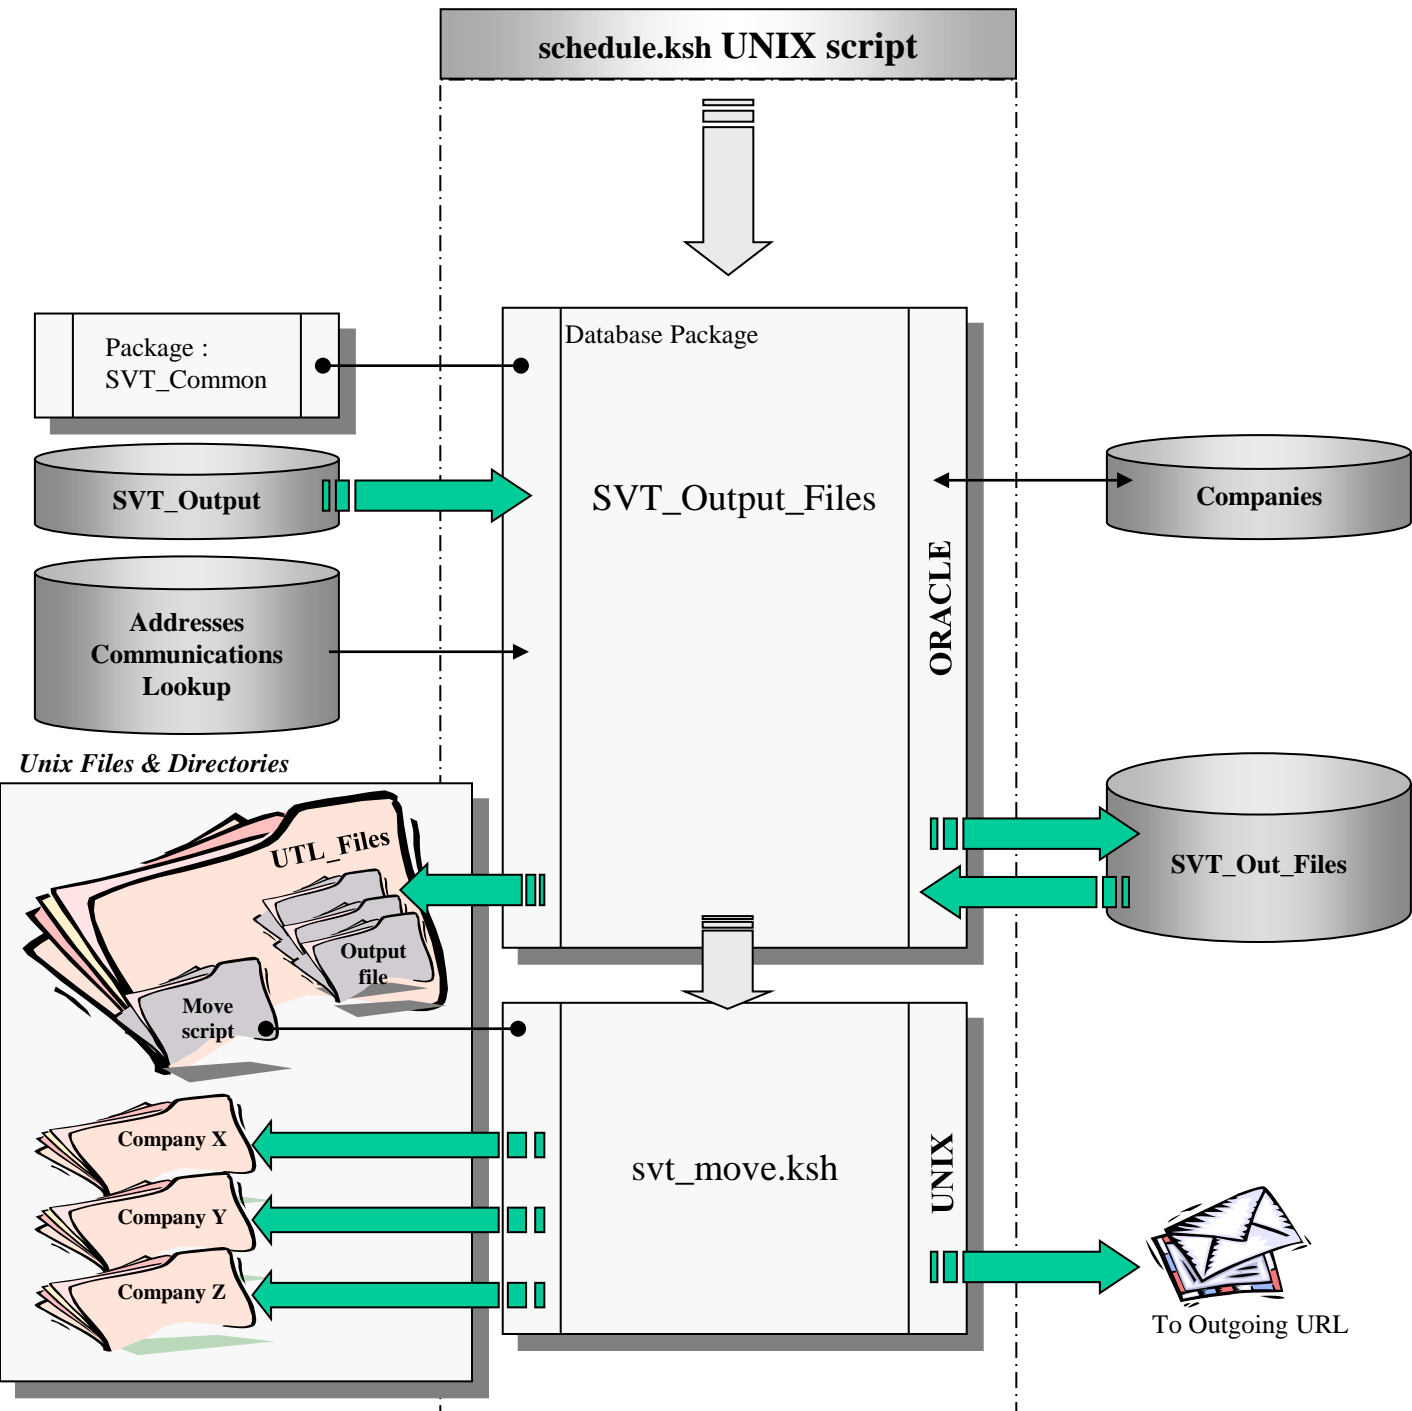 schedule.ksh UNIX script
Package :
SVT_Common
Database Package
SVT_Output
SVT_Output_Files
Companies
ORACLE
Addresses
Communications
Lookup
Unix Files & Directories
UTL_Files
SVT_Out_Files
Output
file
Move
script
Company X
svt_move.ksh
UNIX
Company Y
Company Z
To Outgoing URL